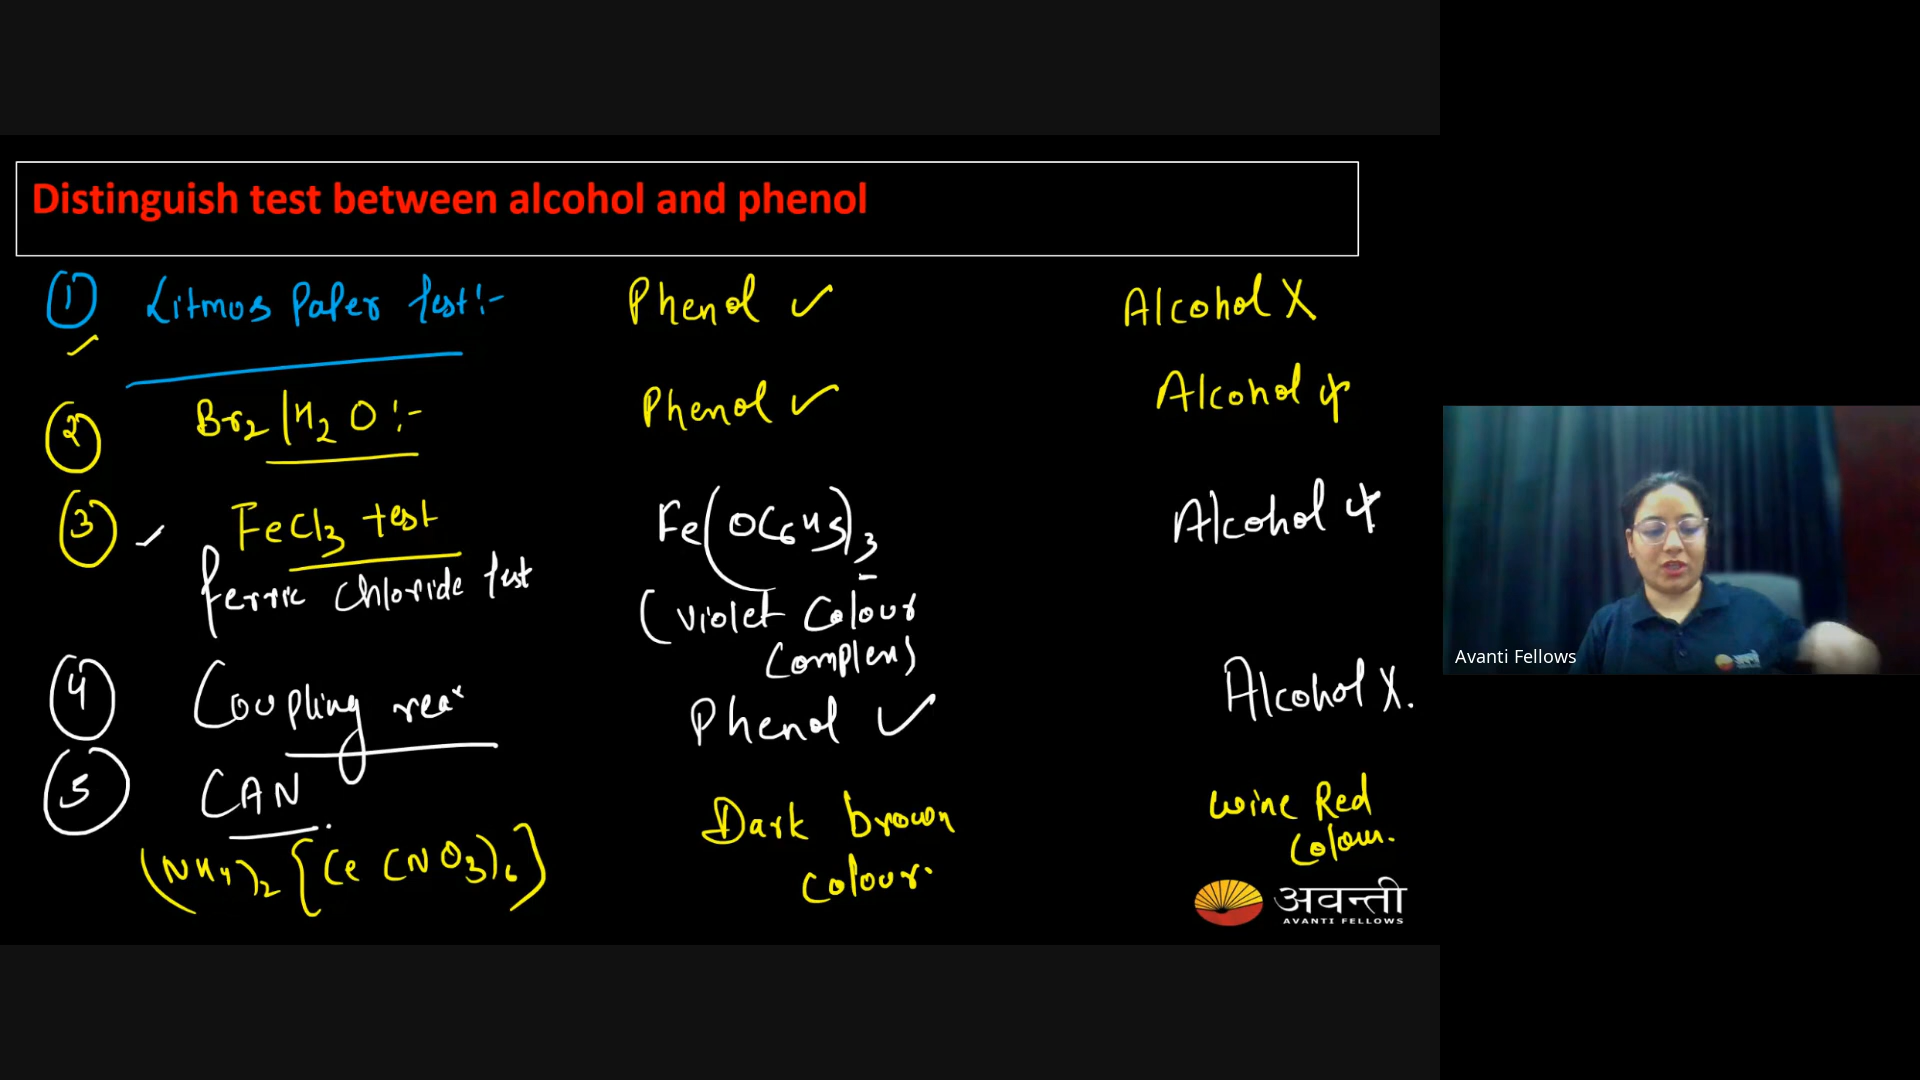 Distinguish test between alcohol and phenol
① Litmos Paper test:- Phenol ✓ Alcohol X
② Br2/H2O:- Phenol ✓ Alcohol X
③ ✓ FeCl3 test Fe(OC6H5)3 Alcohol X
ferric chloride test (violet colour
complex)
④ Coupling reaxn Phenol ✓ Alcohol X.
⑤ CAN. Dark brown wine Red
(NH4)2[Ce(NO3)6] colour. colour.
अवन्ती
AVANTI FELLOWS
Avanti Fellows